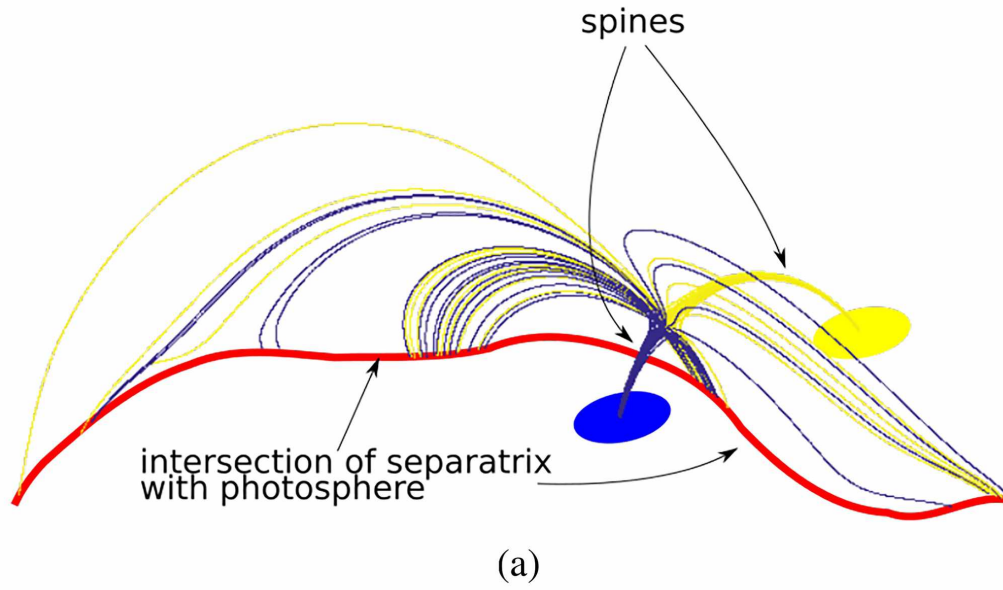 spines
intersection of separatrix
with photosphere
(a)